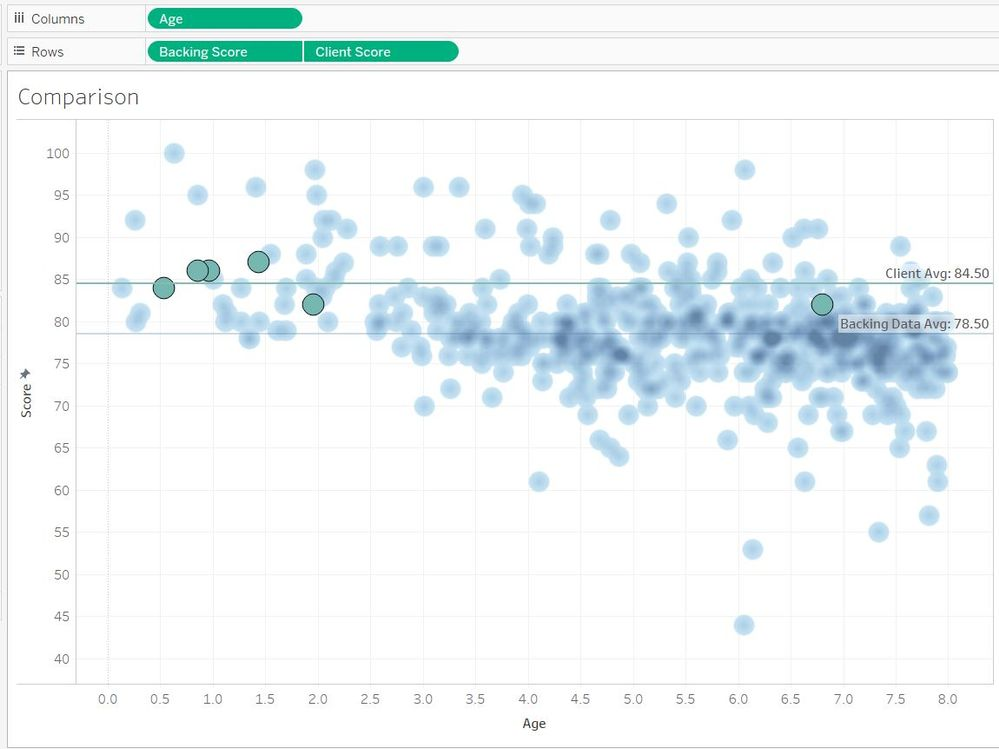 Columns Age
Rows Backing Score Client Score
Comparison
100
95
90
85
80
75
70
65
60
55
50
45
40
Score
Client Avg: 84.50
Backing Data Avg: 78.50
0.0 0.5 1.0 1.5 2.0 2.5 3.0 3.5 4.0 4.5 5.0 5.5 6.0 6.5 7.0 7.5 8.0
Age